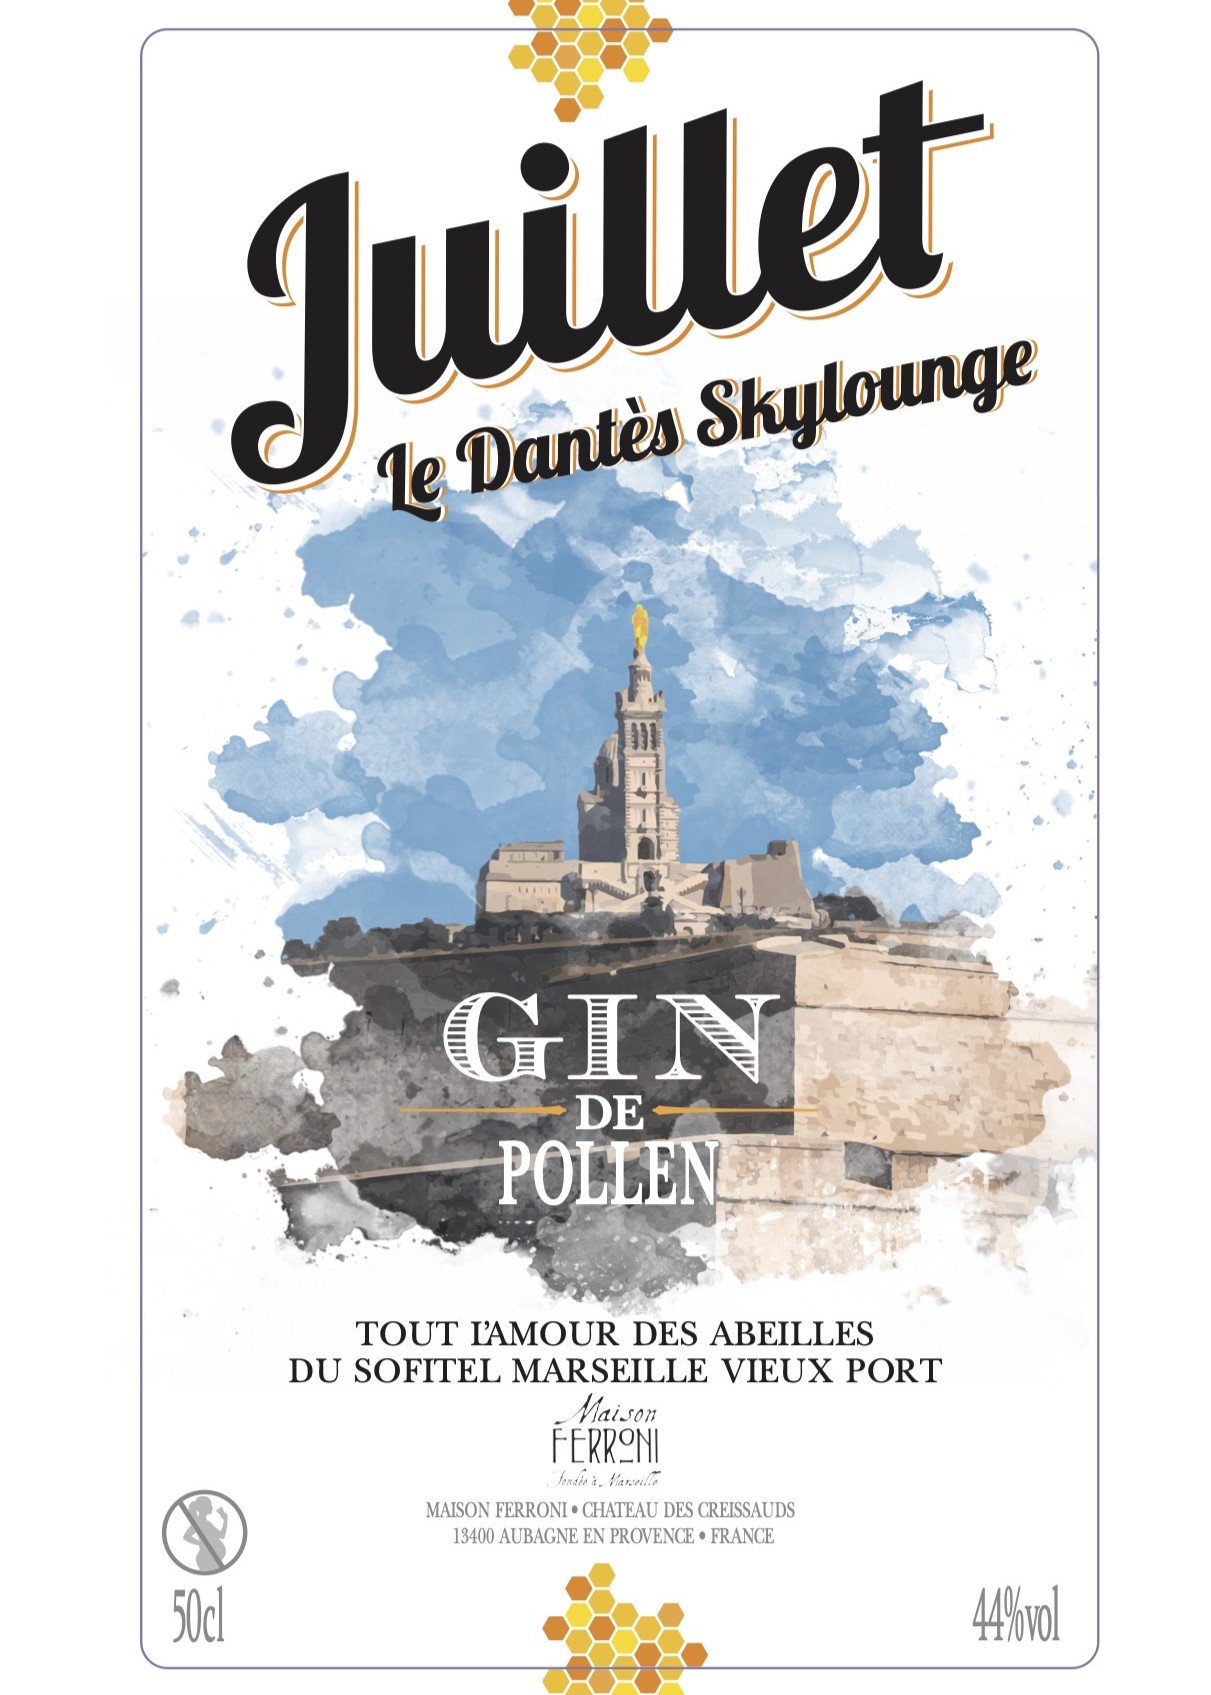 Juillet
Le Dantès Skylounge
GIN
DE
POLLEN
TOUT L'AMOUR DES ABEILLES
DU SOFITEL MARSEILLE VIEUX PORT
Maison
FERRONI
Fondée à Marseille
MAISON FERRONI • CHATEAU DES CREISSAUDS
13400 AUBAGNE EN PROVENCE • FRANCE
50cl
44%vol